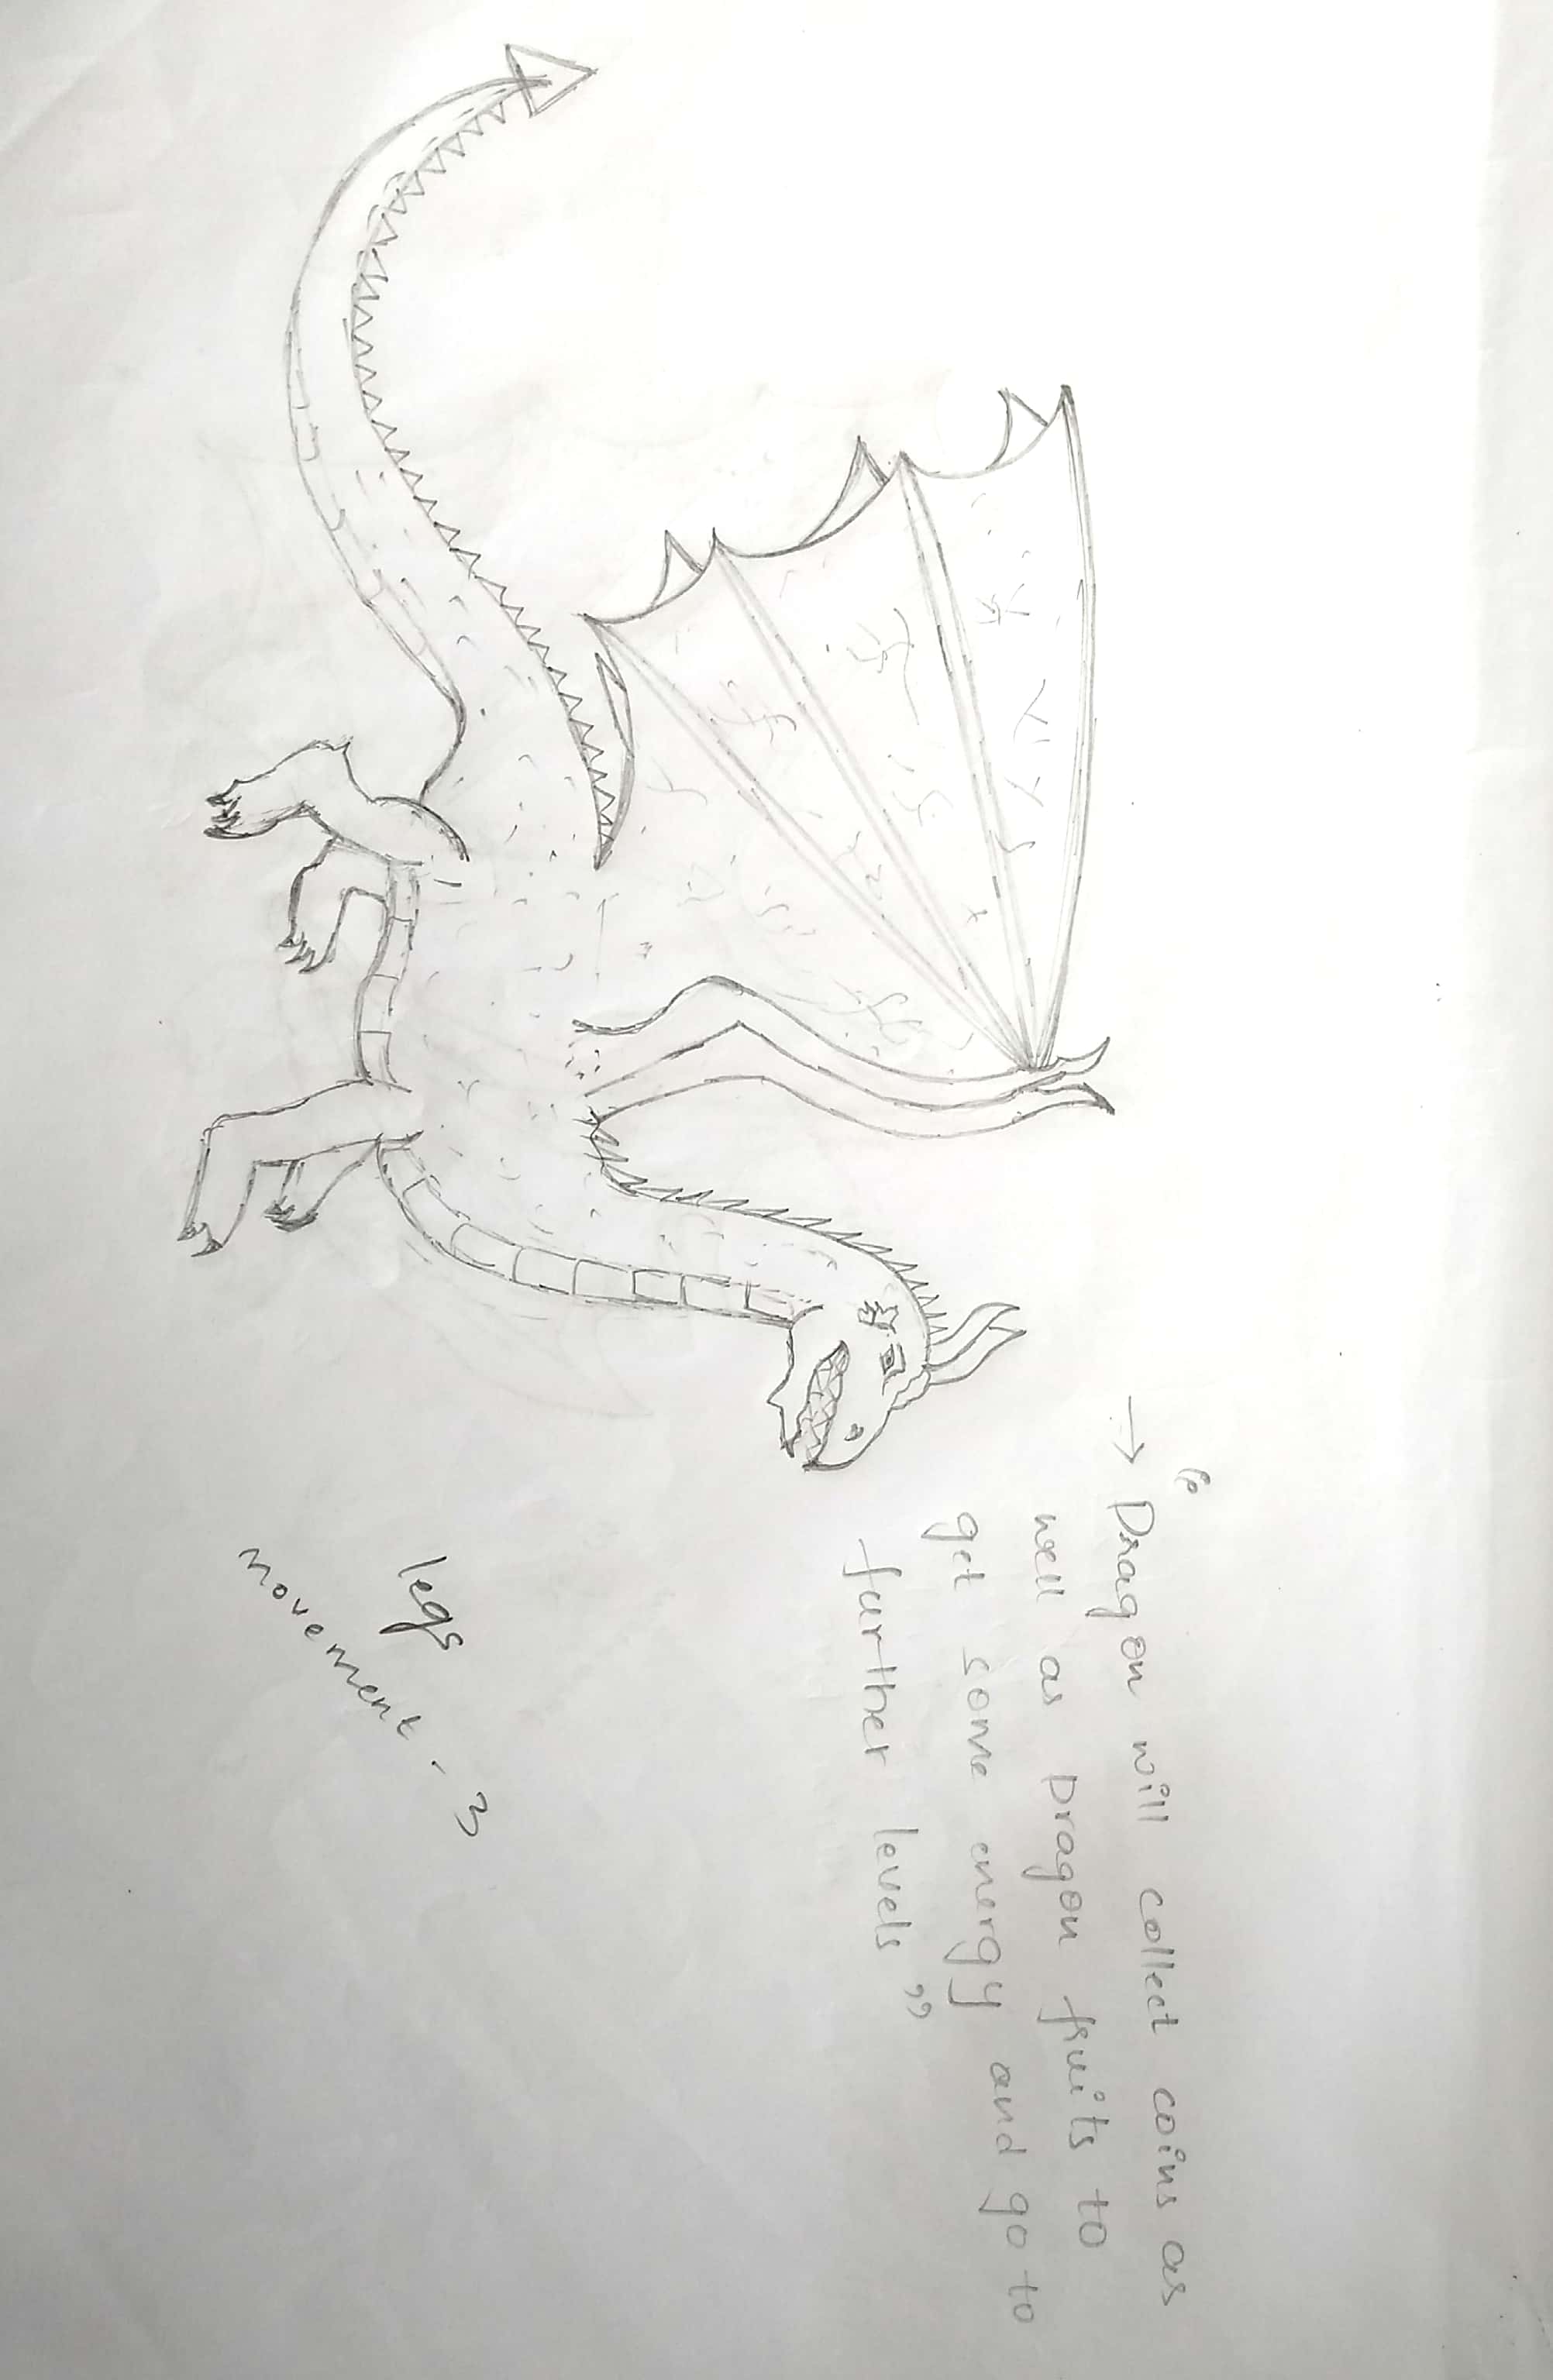 “
→ Dragon will collect coins as
well as Dragon fruits to
get some energy and go to
further levels ”
legs
movement - 3